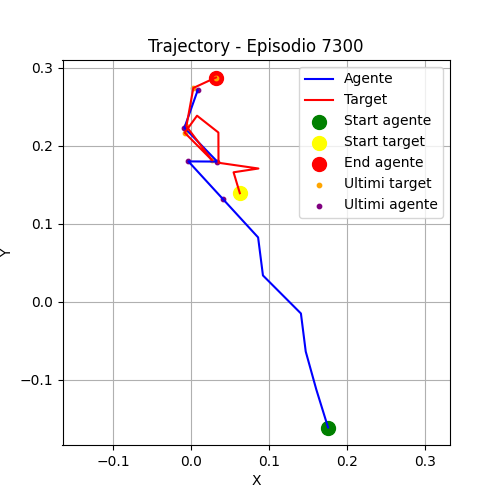 Trajectory - Episodio 7300
Agente
Target
Start agente
Start target
End agente
Ultimi target
Ultimi agente
0.3
0.2
0.1
0.0
−0.1
Y
−0.1
0.0
0.1
0.2
0.3
X